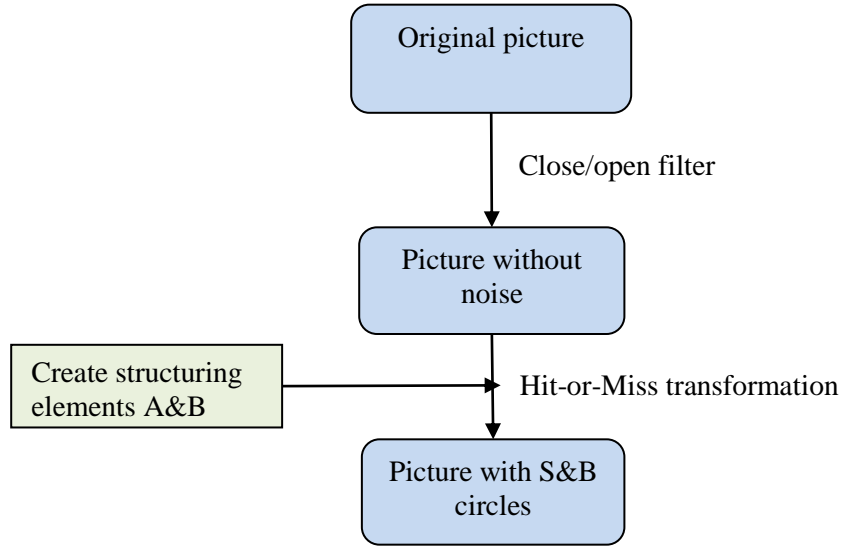 Original picture
Close/open filter
Picture without
noise
Create structuring
elements A&B
Hit-or-Miss transformation
Picture with S&B
circles